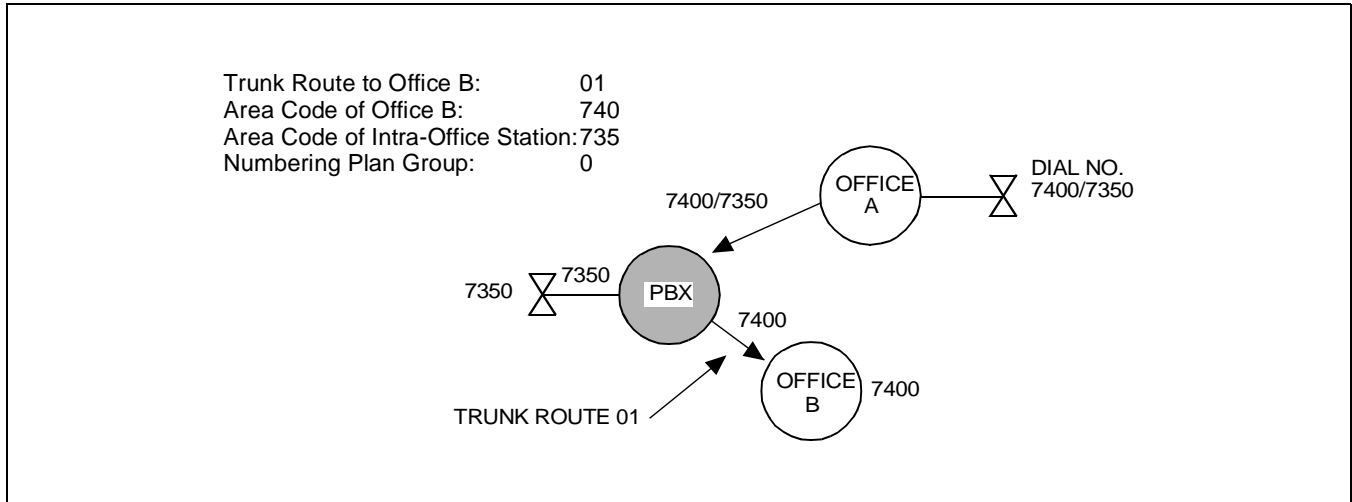 Trunk Route to Office B: 01
Area Code of Office B: 740
Area Code of Intra-Office Station:735
Numbering Plan Group: 0
OFFICE
A
DIAL NO.
7400/7350
7400/7350
7350
7350
PBX
7400
OFFICE
B
7400
TRUNK ROUTE 01